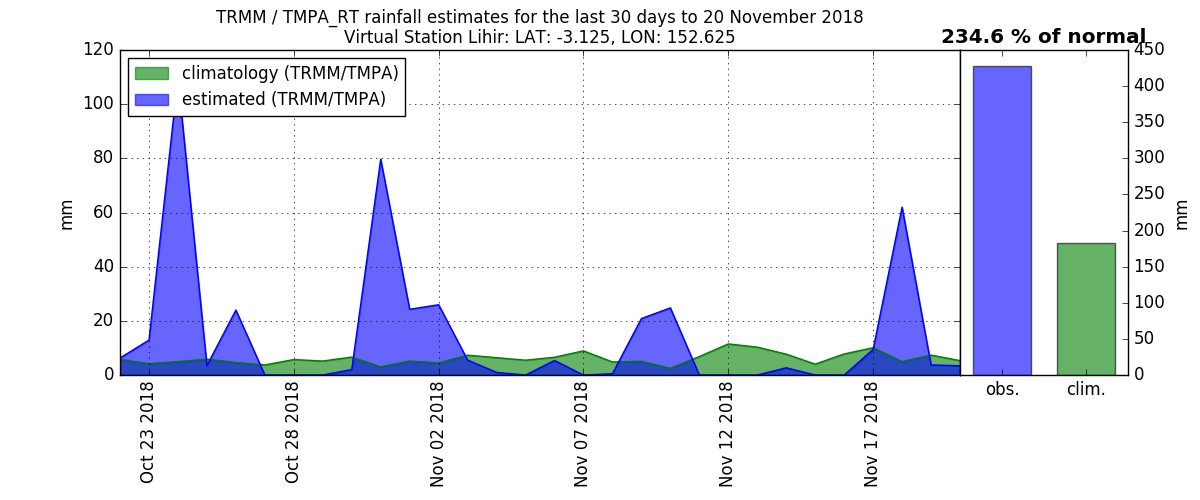 TRMM / TMPA_RT rainfall estimates for the last 30 days to 20 November 2018
Virtual Station Lihir: LAT: -3.125, LON: 152.625
234.6 % of normal
climatology (TRMM/TMPA)
estimated (TRMM/TMPA)
120
100
80
60
40
20
0
mm
Oct 23 2018
Oct 28 2018
Nov 02 2018
Nov 07 2018
Nov 12 2018
Nov 17 2018
obs.
clim.
450
400
350
300
250
200
150
100
50
0
mm